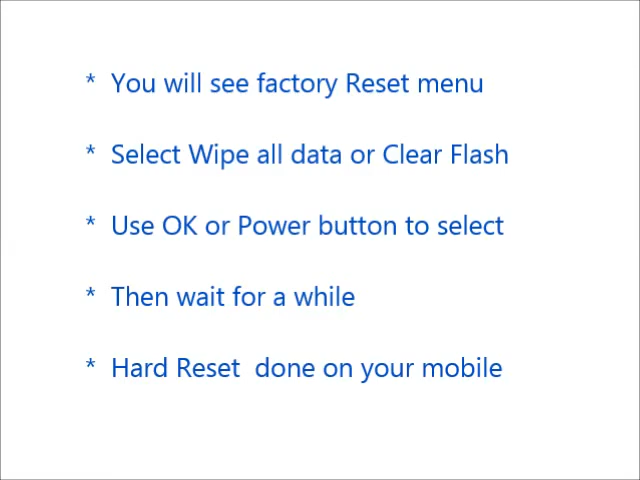 * You will see factory Reset menu
* Select Wipe all data or Clear Flash
* Use OK or Power button to select
* Then wait for a while
* Hard Reset  done on your mobile